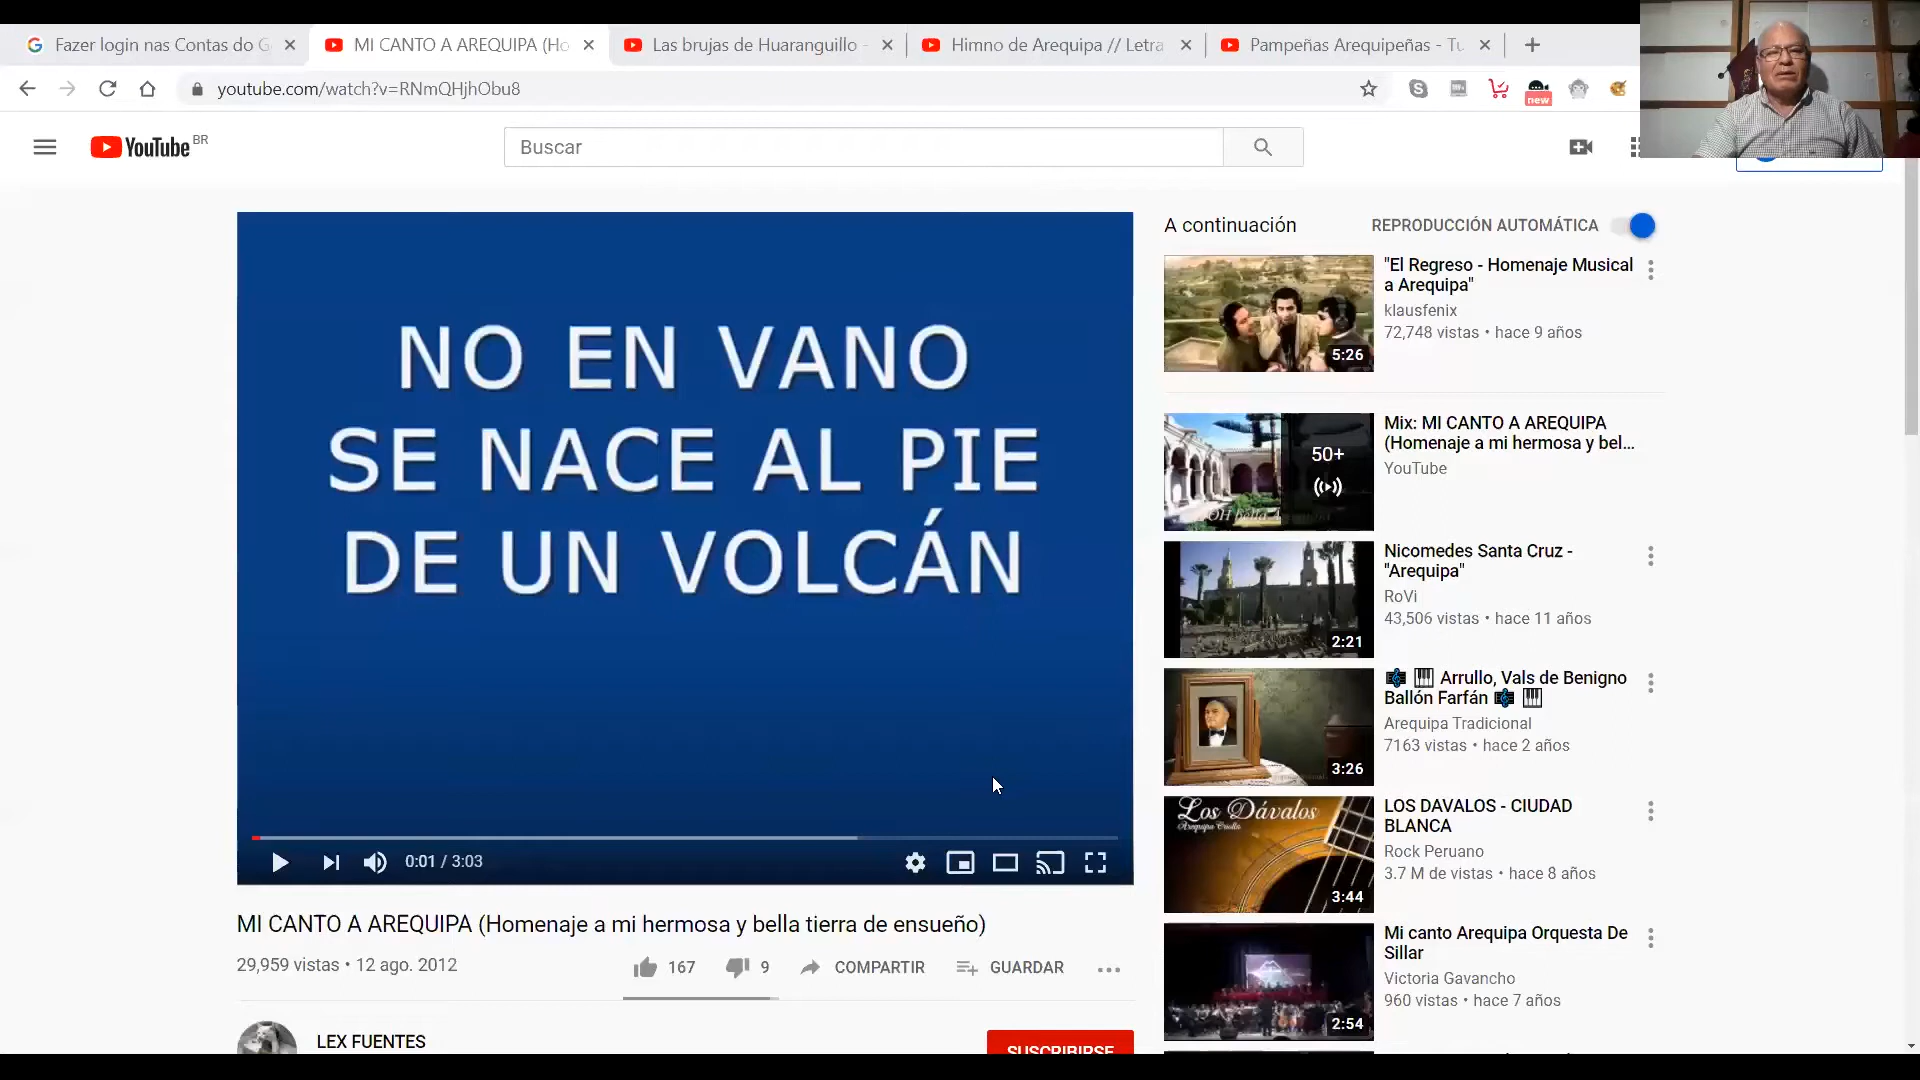 Fazer login nas Contas do G
MI CANTO A AREQUIPA (Ho
Las brujas de Huaranguillo -
Himno de Arequipa // Letra
Pampeñas Arequipeñas - Tu
youtube.com/watch?v=RNmQHjhObu8
new
YouTube BR
Buscar
NO EN VANO
SE NACE AL PIE
DE UN VOLCÁN
0:01 / 3:03
MI CANTO A AREQUIPA (Homenaje a mi hermosa y bella tierra de ensueño)
29,959 vistas • 12 ago. 2012
167
9
COMPARTIR
GUARDAR
LEX FUENTES
SUSCRIBIRSE
A continuación
REPRODUCCIÓN AUTOMÁTICA
5:26
"El Regreso - Homenaje Musical
a Arequipa"
klausfenix
72,748 vistas • hace 9 años
50+
Mix: MI CANTO A AREQUIPA
(Homenaje a mi hermosa y bel...
YouTube
2:21
Nicomedes Santa Cruz -
"Arequipa"
RoVi
43,506 vistas • hace 11 años
3:26
Arrullo, Vals de Benigno
Ballón Farfán
Arequipa Tradicional
7163 vistas • hace 2 años
Los Dávalos
3:44
LOS DAVALOS - CIUDAD
BLANCA
Rock Peruano
3.7 M de vistas • hace 8 años
2:54
Mi canto Arequipa Orquesta De
Sillar
Victoria Gavancho
960 vistas • hace 7 años